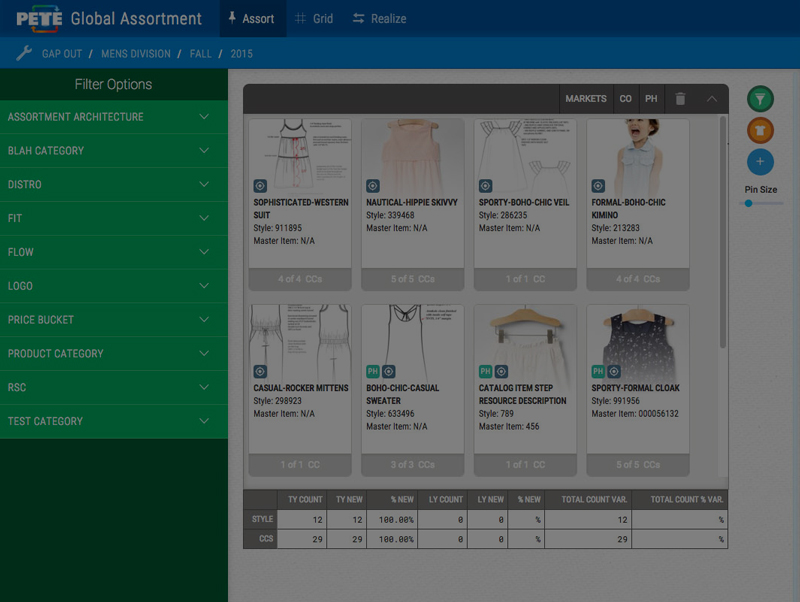 PETE Global Assortment
Assort
Grid
Realize
GAP OUT / MENS DIVISION / FALL / 2015
Filter Options
ASSORTMENT ARCHITECTURE
BLAH CATEGORY
DISTRO
FIT
FLOW
LOGO
PRICE BUCKET
PRODUCT CATEGORY
RSC
TEST CATEGORY
MARKETS CO PH
SOPHISTICATED-WESTERN
SUIT
Style: 911895
Master Item: N/A
4 of 4 CCs
NAUTICAL-HIPPIE SKIVVY
Style: 339468
Master Item: N/A
5 of 5 CCs
SPORTY-BOHO-CHIC VEIL
Style: 286235
Master Item: N/A
1 of 1 CC
FORMAL-BOHO-CHIC
KIMINO
Style: 213283
Master Item: N/A
4 of 4 CCs
CASUAL-ROCKER MITTENS
Style: 298923
Master Item: N/A
1 of 1 CC
PH
BOHO-CHIC-CASUAL
SWEATER
Style: 633496
Master Item: N/A
3 of 3 CCs
PH
CATALOG ITEM STEP
RESOURCE DESCRIPTION
Style: 789
Master Item: 456
1 of 1 CC
PH
SPORTY-FORMAL CLOAK
Style: 991956
Master Item: 000056132
5 of 5 CCs
Pin Size
TY COUNT TY NEW % NEW LY COUNT LY NEW % NEW TOTAL COUNT VAR. TOTAL COUNT % VAR.
STYLE 12 12 100.00% 0 0 % 12 %
CCS 29 29 100.00% 0 0 % 29 %